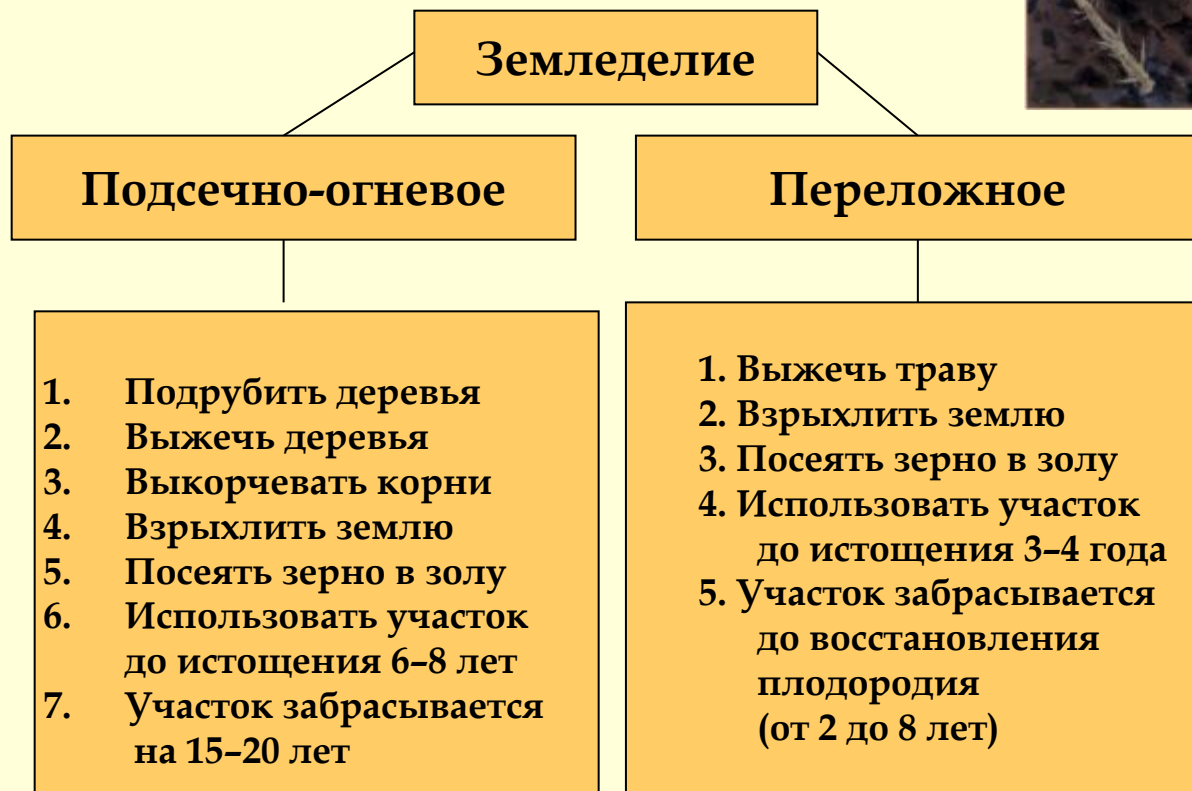 Земледелие
Подсечно-огневое
Переложное
1. Подрубить деревья
2. Выжечь деревья
3. Выкорчевать корни
4. Взрыхлить землю
5. Посеять зерно в золу
6. Использовать участок
до истощения 6–8 лет
7. Участок забрасывается
на 15–20 лет
1. Выжечь траву
2. Взрыхлить землю
3. Посеять зерно в золу
4. Использовать участок
до истощения 3–4 года
5. Участок забрасывается
до восстановления
плодородия
(от 2 до 8 лет)